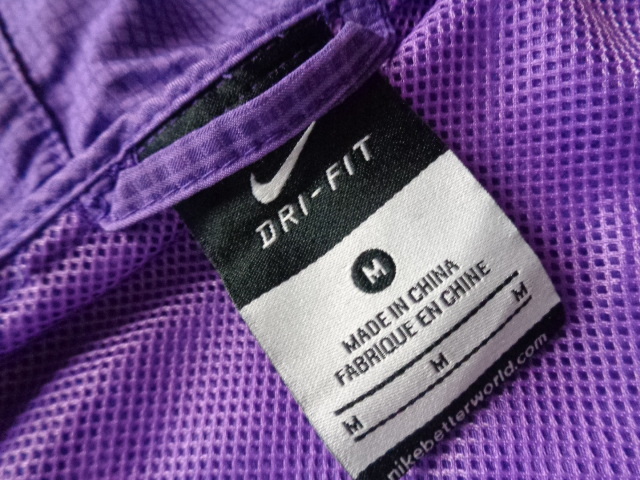 DRI-FIT
M
MADE IN CHINA
FABRIQUE EN CHINE
M M M
nikebetterworld.com